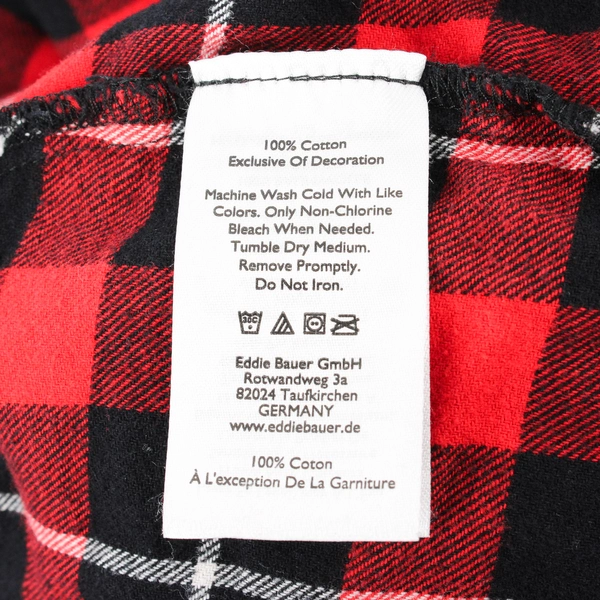 100% Cotton
Exclusive Of Decoration
Machine Wash Cold With Like
Colors. Only Non-Chlorine
Bleach When Needed.
Tumble Dry Medium.
Remove Promptly.
Do Not Iron.
30C
Eddie Bauer GmbH
Rotwandweg 3a
82024 Taufkirchen
GERMANY
www.eddiebauer.de
100% Coton
À L'exception De La Garniture